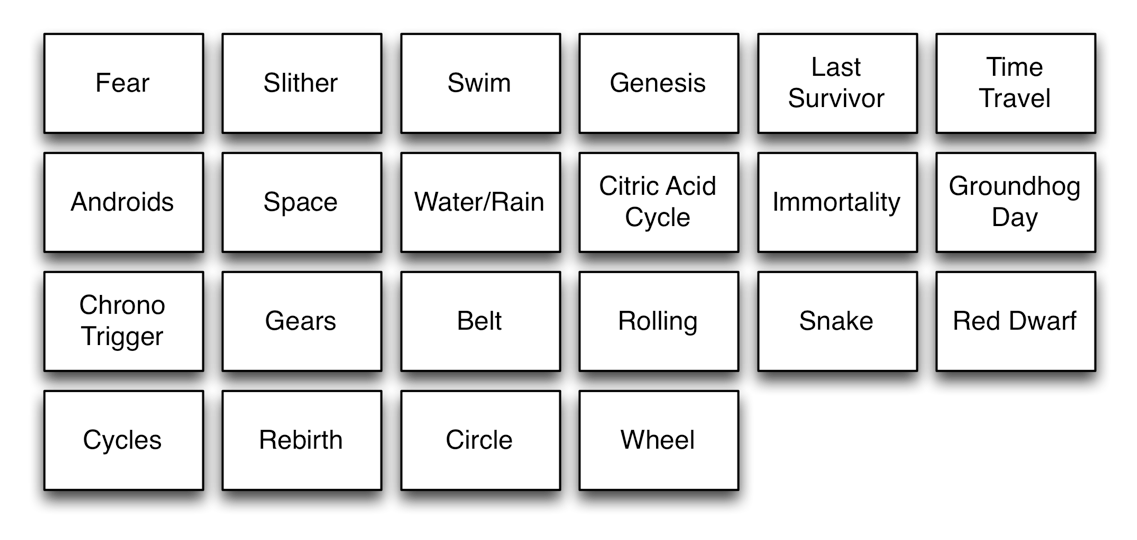 Fear
Slither
Swim
Genesis
Last
Survivor
Time
Travel
Androids
Space
Water/Rain
Citric Acid
Cycle
Immortality
Groundhog
Day
Chrono
Trigger
Gears
Belt
Rolling
Snake
Red Dwarf
Cycles
Rebirth
Circle
Wheel